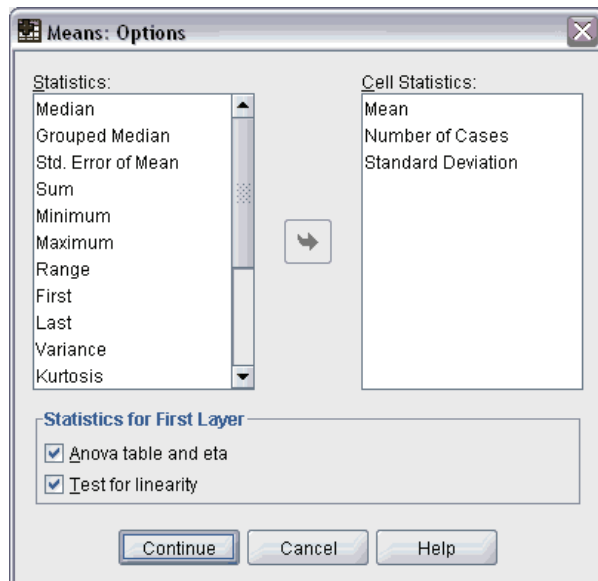 Means: Options
Statistics:
Median
Grouped Median
Std. Error of Mean
Sum
Minimum
Maximum
Range
First
Last
Variance
Kurtosis
Cell Statistics:
Mean
Number of Cases
Standard Deviation
Statistics for First Layer
Anova table and eta
Test for linearity
Continue
Cancel
Help